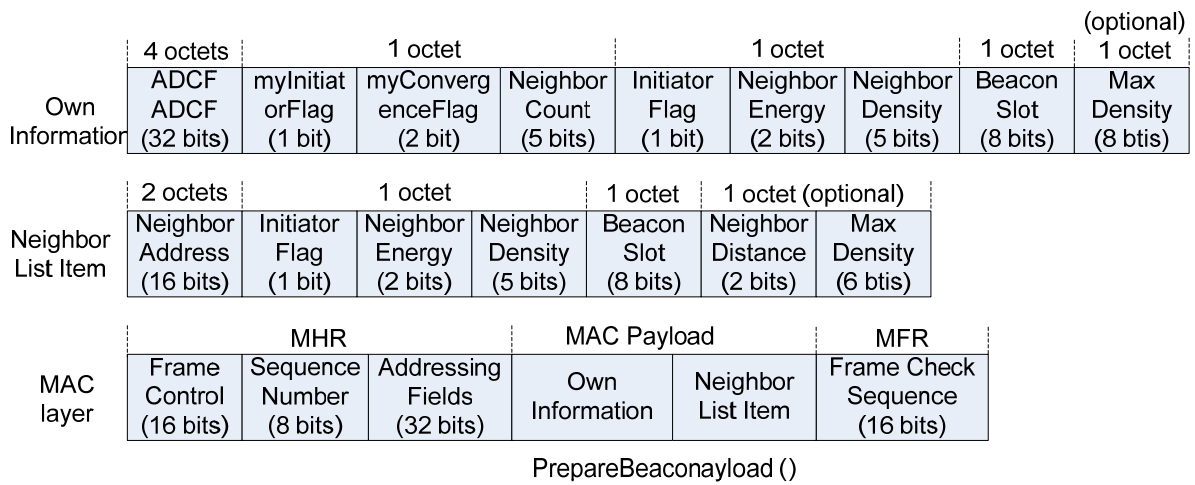 (optional)
4 octets 1 octet 1 octet 1 octet 1 octet
Own Information
ADCF ADCF (32 bits)
myInitiatorFlag (1 bit)
myConvergenceFlag (2 bit)
Neighbor Count (5 bits)
Initiator Flag (1 bit)
Neighbor Energy (2 bits)
Neighbor Density (5 bits)
Beacon Slot (8 bits)
Max Density (8 btis)
2 octets 1 octet 1 octet 1 octet (optional)
Neighbor List Item
Neighbor Address (16 bits)
Initiator Flag (1 bit)
Neighbor Energy (2 bits)
Neighbor Density (5 bits)
Beacon Slot (8 bits)
Neighbor Distance (2 bits)
Max Density (6 btis)
MHR MAC Payload MFR
MAC layer
Frame Control (16 bits)
Sequence Number (8 bits)
Addressing Fields (32 bits)
Own Information
Neighbor List Item
Frame Check Sequence (16 bits)
PrepareBeaconayload ()